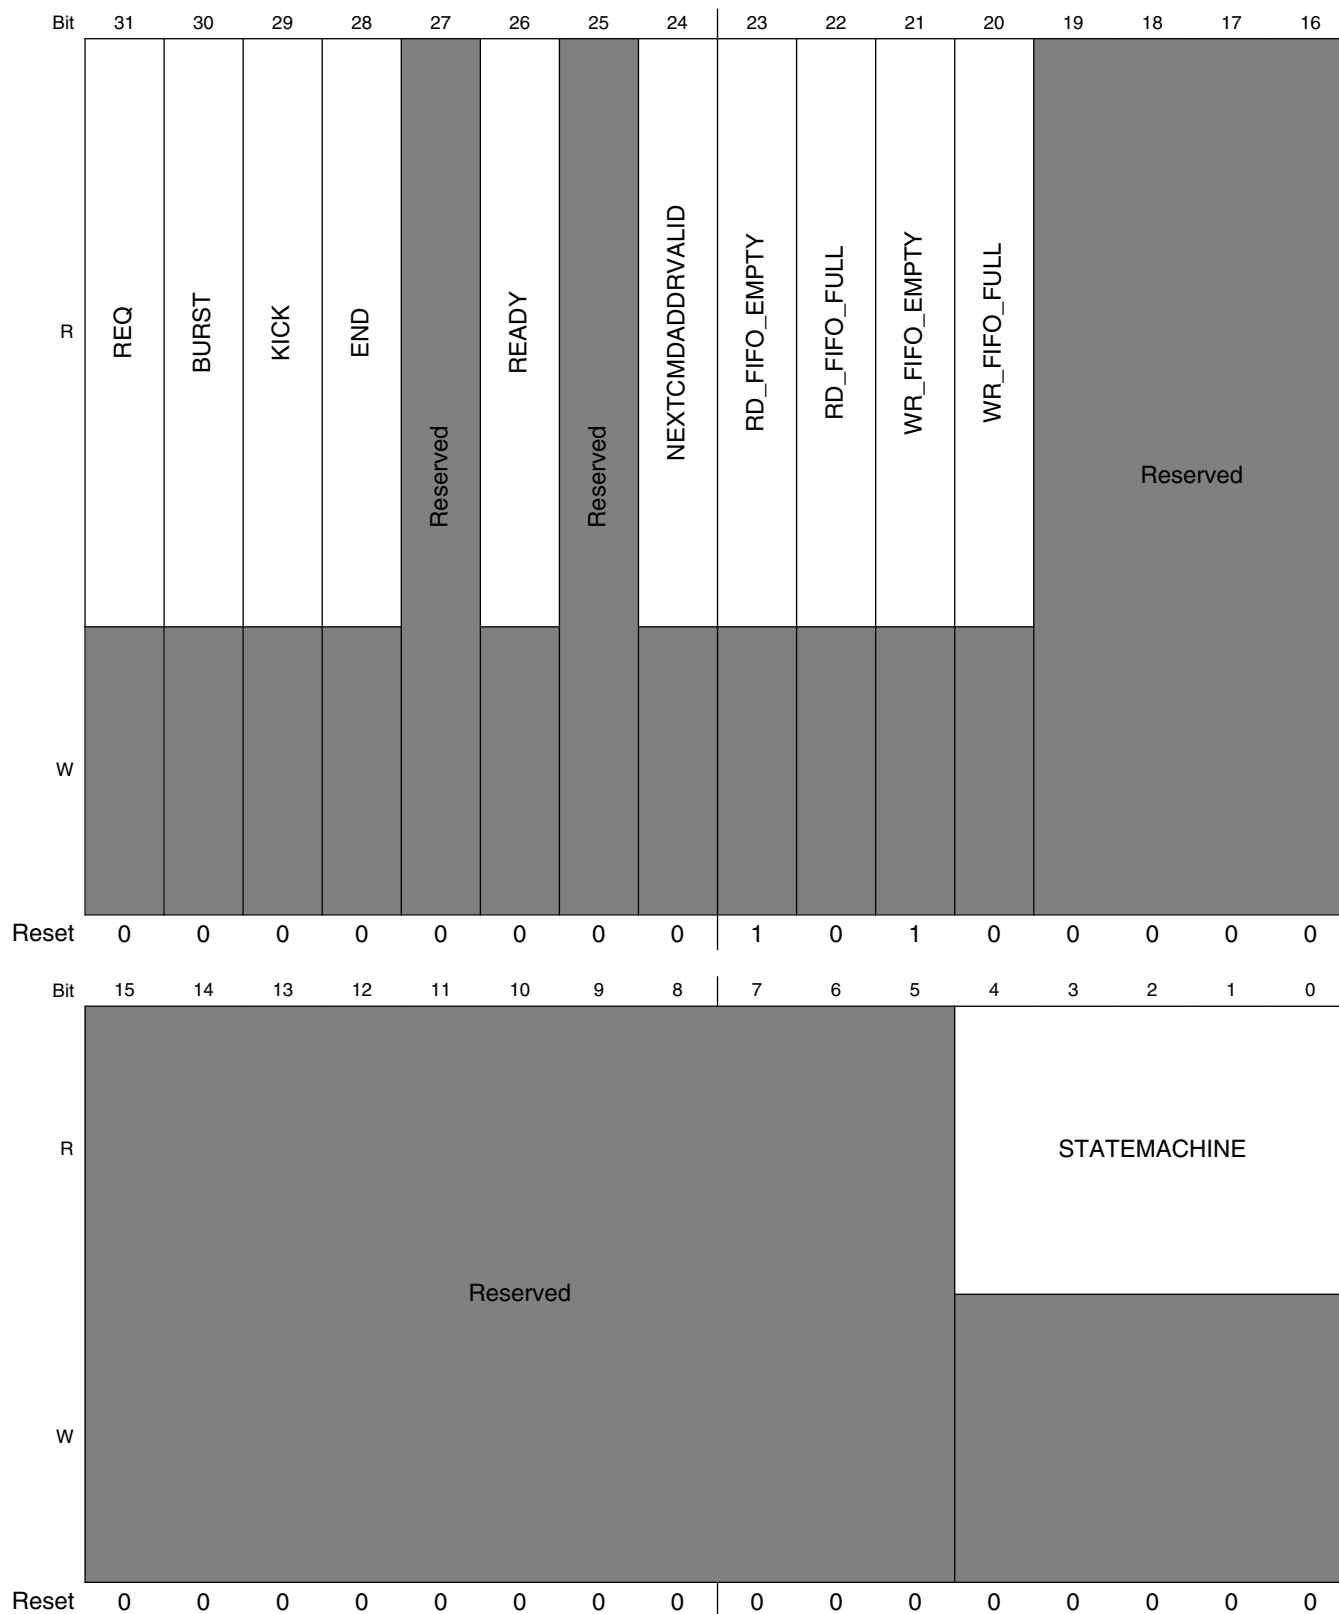 Bit 31 30 29 28 27 26 25 24 23 22 21 20 19 18 17 16
R REQ BURST KICK END Reserved READY Reserved NEXTCMDADDRVALID RD_FIFO_EMPTY RD_FIFO_FULL WR_FIFO_EMPTY WR_FIFO_FULL Reserved
W
Reset 0 0 0 0 0 0 0 0 1 0 1 0 0 0 0 0
Bit 15 14 13 12 11 10 9 8 7 6 5 4 3 2 1 0
R STATEMACHINE
Reserved
W
Reset 0 0 0 0 0 0 0 0 0 0 0 0 0 0 0 0